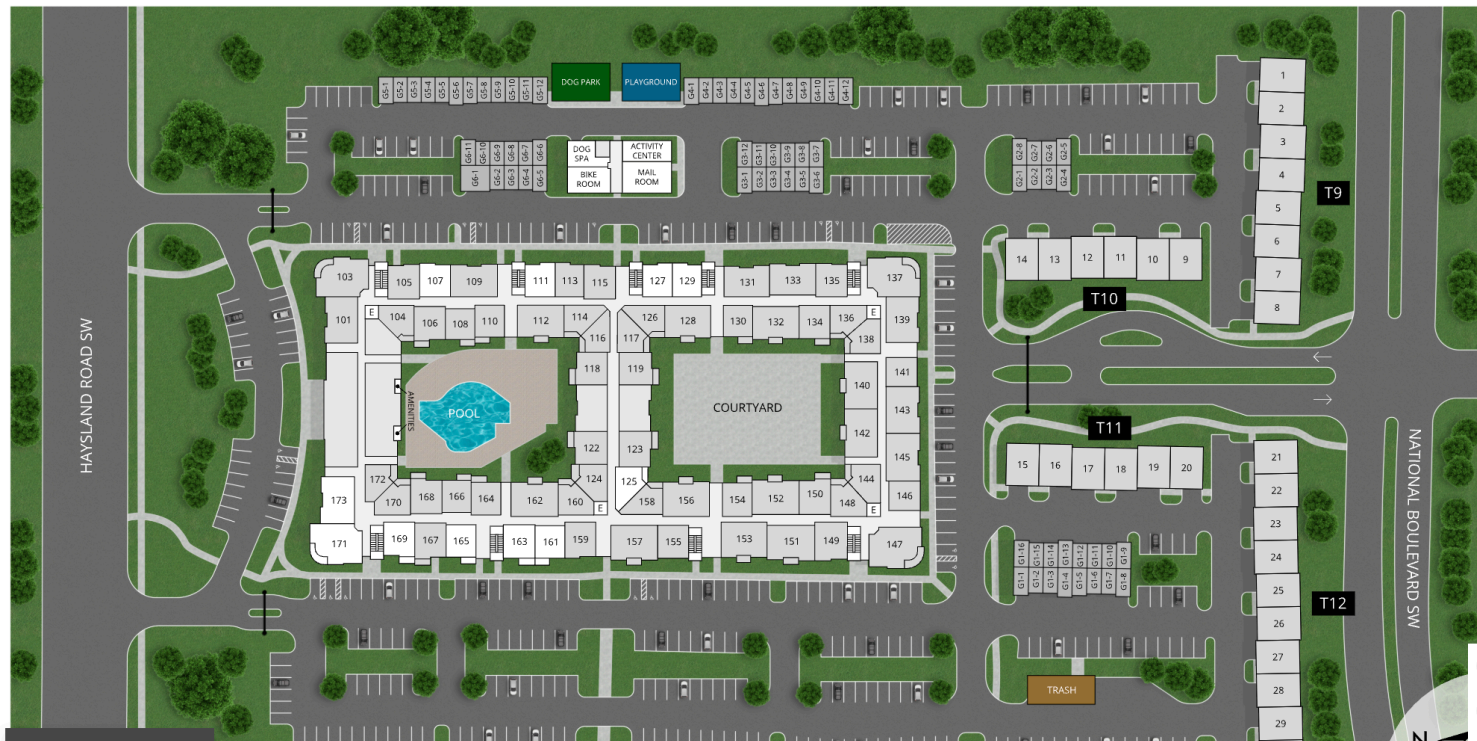 G5-1
G5-2
G5-3
G5-4
G5-5
G5-6
G5-7
G5-8
G5-9
G5-10
G5-11
G5-12
DOG PARK
PLAYGROUND
G4-1
G4-2
G4-3
G4-4
G4-5
G4-6
G4-7
G4-8
G4-9
G4-10
G4-11
G4-12
G6-11
G6-10
G6-9
G6-8
G6-7
G6-6
G6-1
G6-2
G6-3
G6-4
G6-5
DOG
SPA
ACTIVITY
CENTER
BIKE
ROOM
MAIL
ROOM
G3-12
G3-11
G3-10
G3-9
G3-8
G3-7
G3-1
G3-2
G3-3
G3-4
G3-5
G3-6
G2-8
G2-7
G2-6
G2-5
G2-1
G2-2
G2-3
G2-4
1
2
3
4
5
6
7
8
T9
14
13
12
11
10
9
T10
103
105
107
109
111
113
115
127
129
131
133
135
137
101
E
104
106
108
110
112
114
116
117
126
128
130
132
134
136
E
138
139
118
119
140
141
142
143
HAYSLAND ROAD SW
AMENITIES
POOL
COURTYARD
122
123
124
125
144
145
146
172
170
168
166
164
162
160
E
158
156
154
152
150
148
E
173
171
169
167
165
163
161
159
157
155
153
151
149
147
T11
15
16
17
18
19
20
NATIONAL BOULEVARD SW
21
22
23
24
25
26
27
28
29
T12
G1-16
G1-15
G1-14
G1-13
G1-12
G1-11
G1-10
G1-9
G1-1
G1-2
G1-3
G1-4
G1-5
G1-6
G1-7
G1-8
TRASH
N